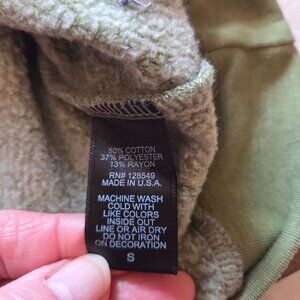 50% COTTON
37% POLYESTER
13% RAYON
RN# 128549
MADE IN U.S.A.
MACHINE WASH
COLD WITH
LIKE COLORS
INSIDE OUT
LINE OR AIR DRY
DO NOT IRON
ON DECORATION
S